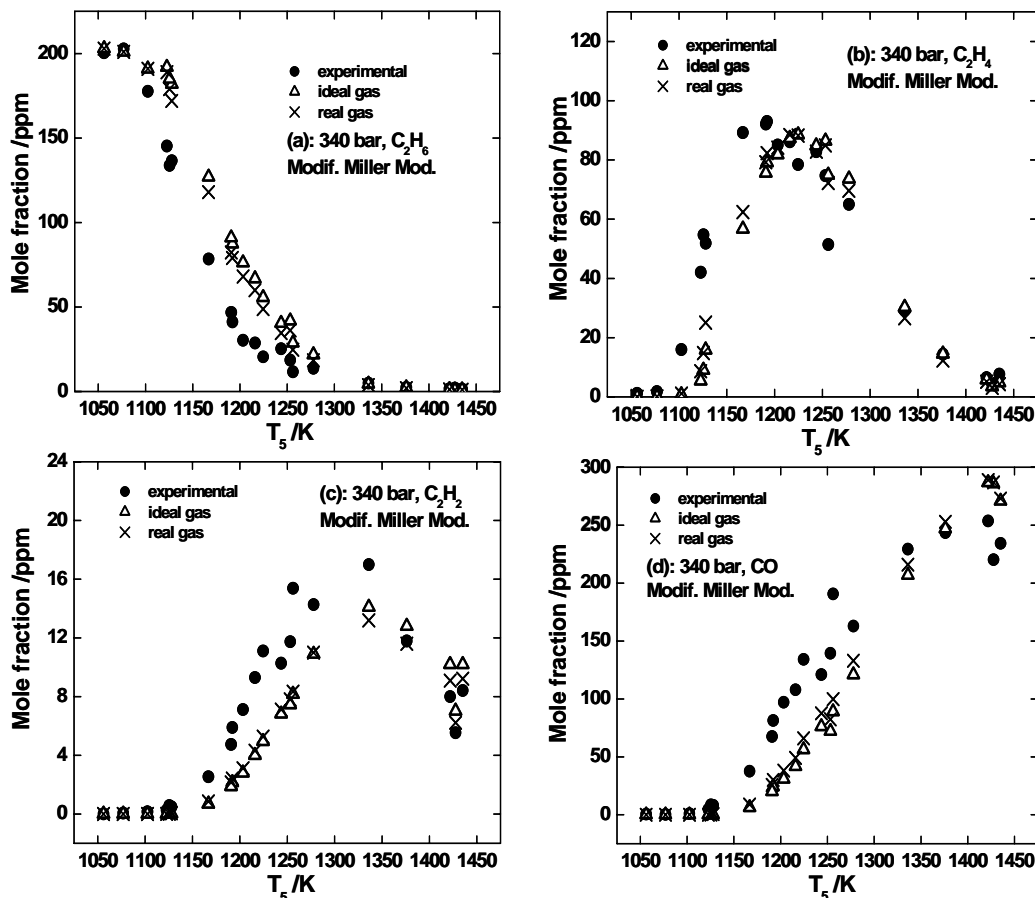 Mole fraction /ppm
200
150
100
50
0
experimental
ideal gas
real gas
(a): 340 bar, C₂H₆
Modif. Miller Mod.
1050 1100 1150 1200 1250 1300 1350 1400 1450
T₅ /K
Mole fraction /ppm
120
100
80
60
40
20
0
experimental
ideal gas
real gas
(b): 340 bar, C₂H₄
Modif. Miller Mod.
1050 1100 1150 1200 1250 1300 1350 1400 1450
T₅ /K
Mole fraction /ppm
24
20
16
12
8
4
0
experimental
ideal gas
real gas
(c): 340 bar, C₂H₂
Modif. Miller Mod.
1050 1100 1150 1200 1250 1300 1350 1400 1450
T₅ /K
Mole fraction /ppm
300
250
200
150
100
50
0
experimental
ideal gas
real gas
(d): 340 bar, CO
Modif. Miller Mod.
1050 1100 1150 1200 1250 1300 1350 1400 1450
T₅ /K